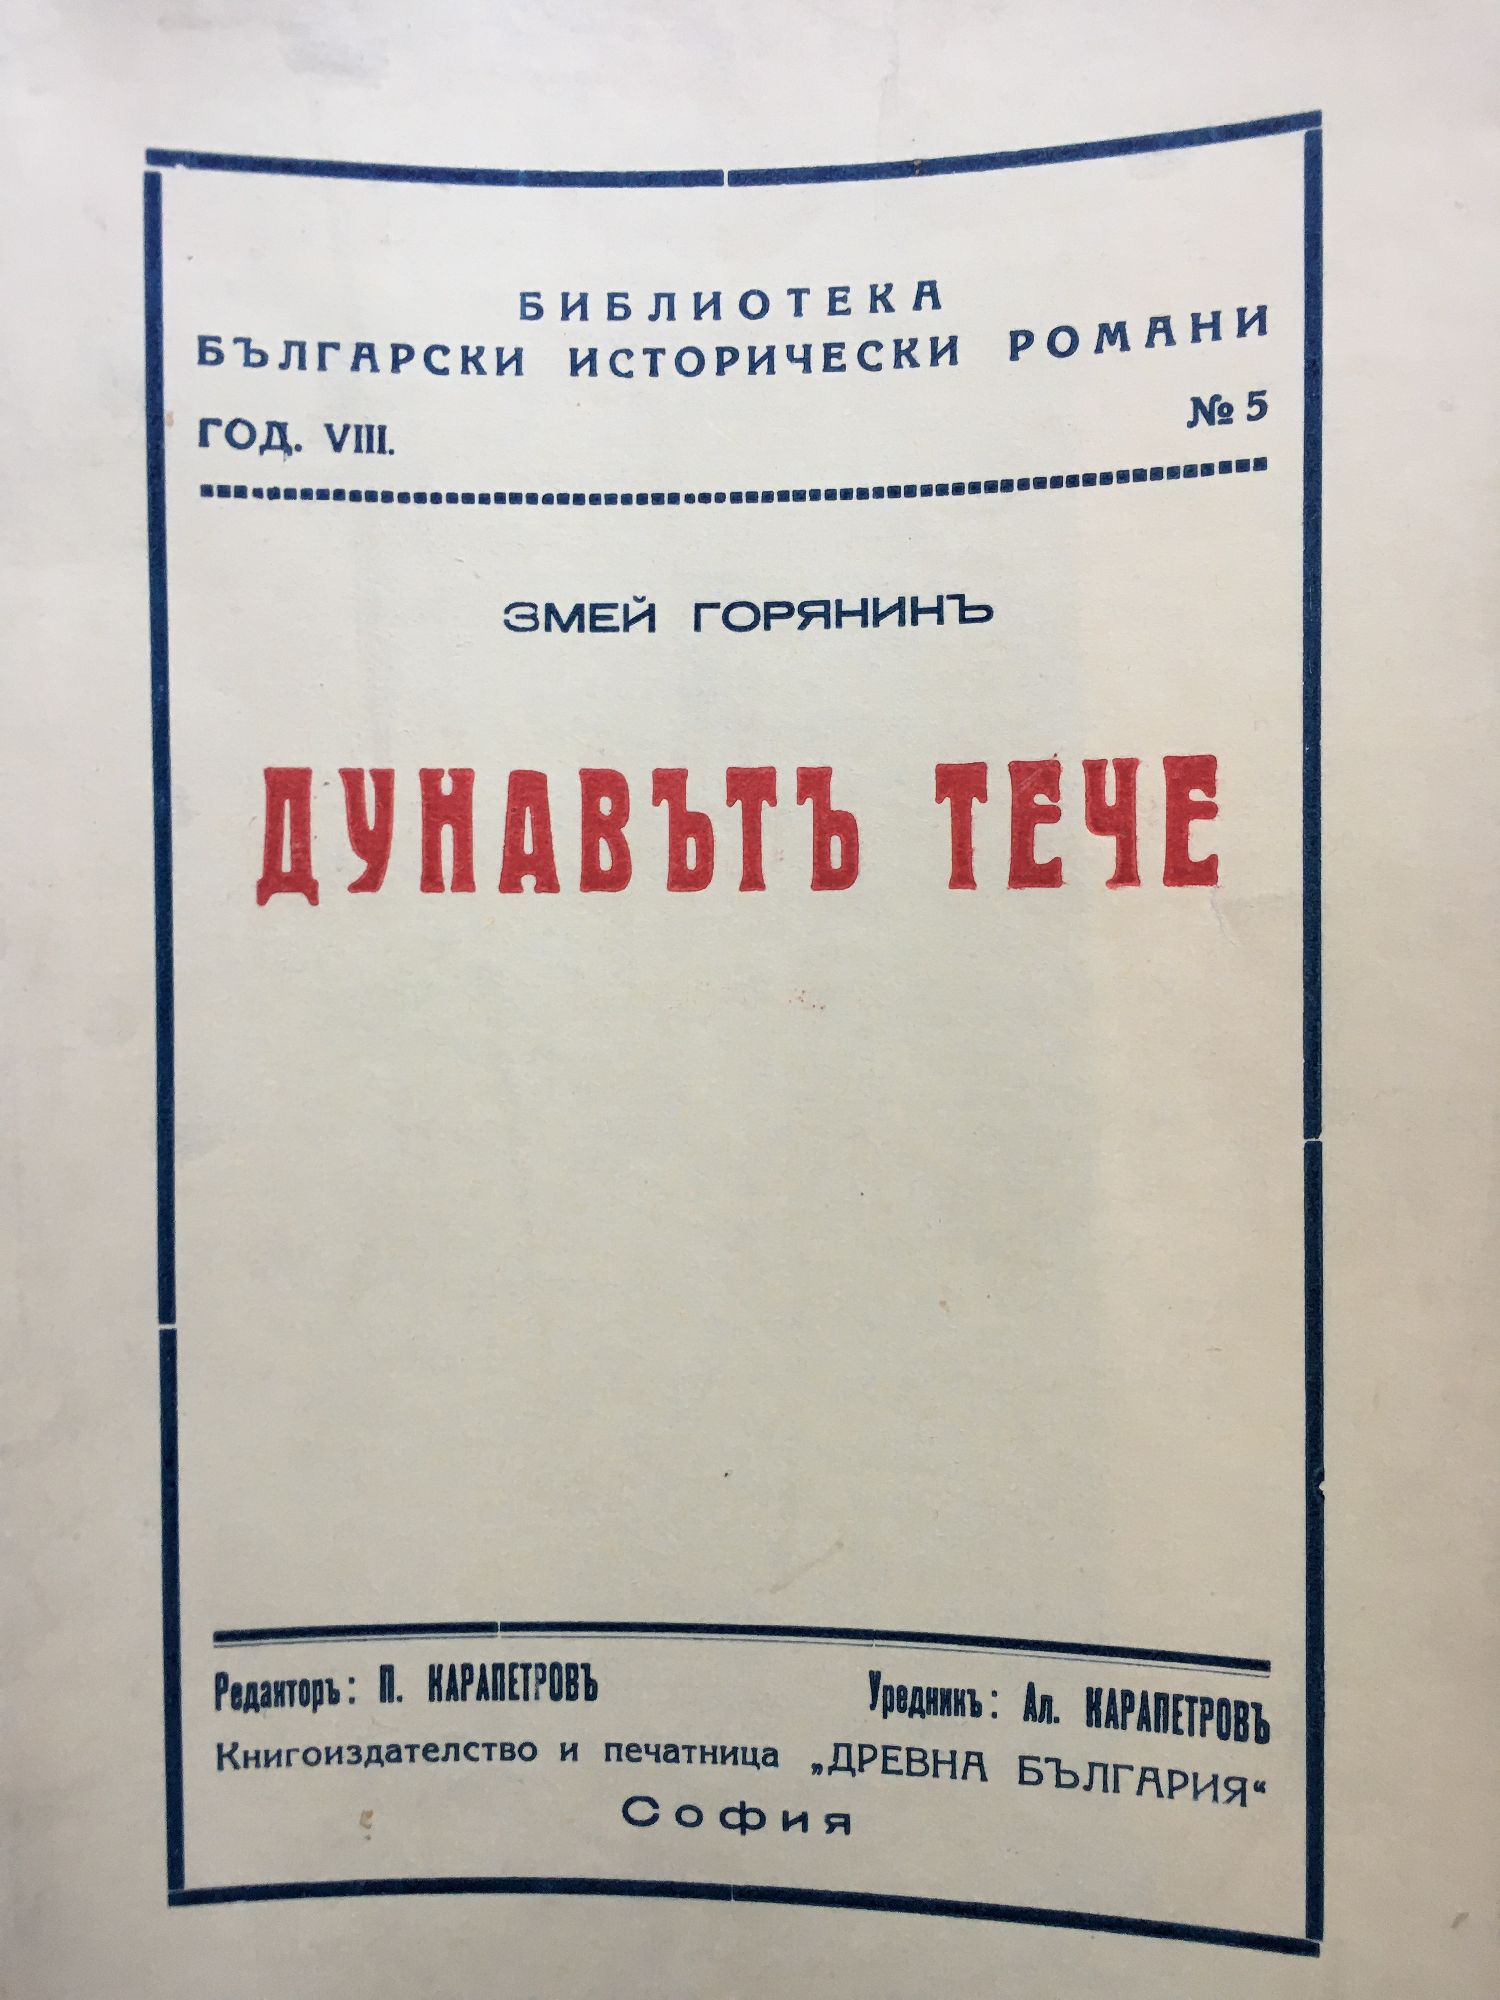 БИБЛИОТЕКА
БЪЛГАРСКИ ИСТОРИЧЕСКИ РОМАНИ
ГОД. VIII. № 5
ЗМЕЙ ГОРЯНИНЪ
ДУНАВЪТЪ ТЕЧЕ
Редакторъ: П. КАРАПЕТРОВЪ Уредникъ: Ал. КАРАПЕТРОВЪ
Книгоиздателство и печатница „ДРЕВНА БЪЛГАРИЯ“
София